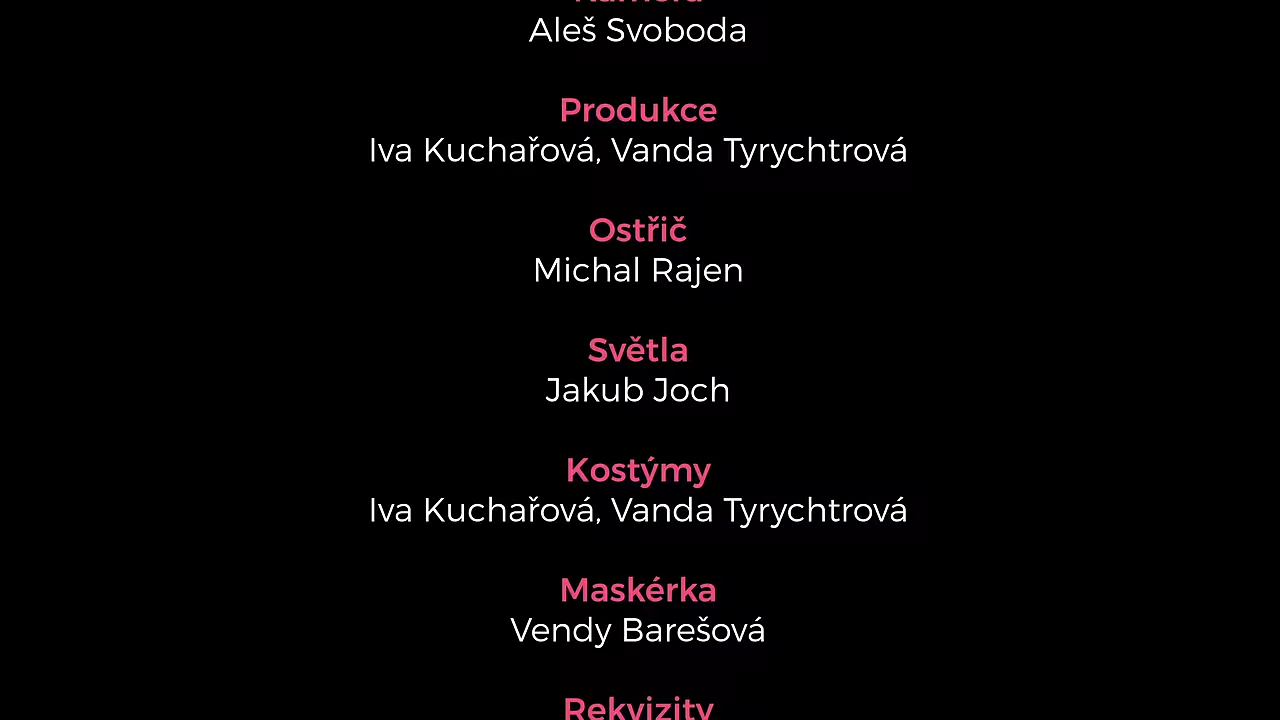 Kamera
Aleš Svoboda
Produkce
Iva Kuchařová, Vanda Tyrychtrová
Ostřič
Michal Rajen
Světla
Jakub Joch
Kostýmy
Iva Kuchařová, Vanda Tyrychtrová
Maskérka
Vendy Barešová
Rekvizity